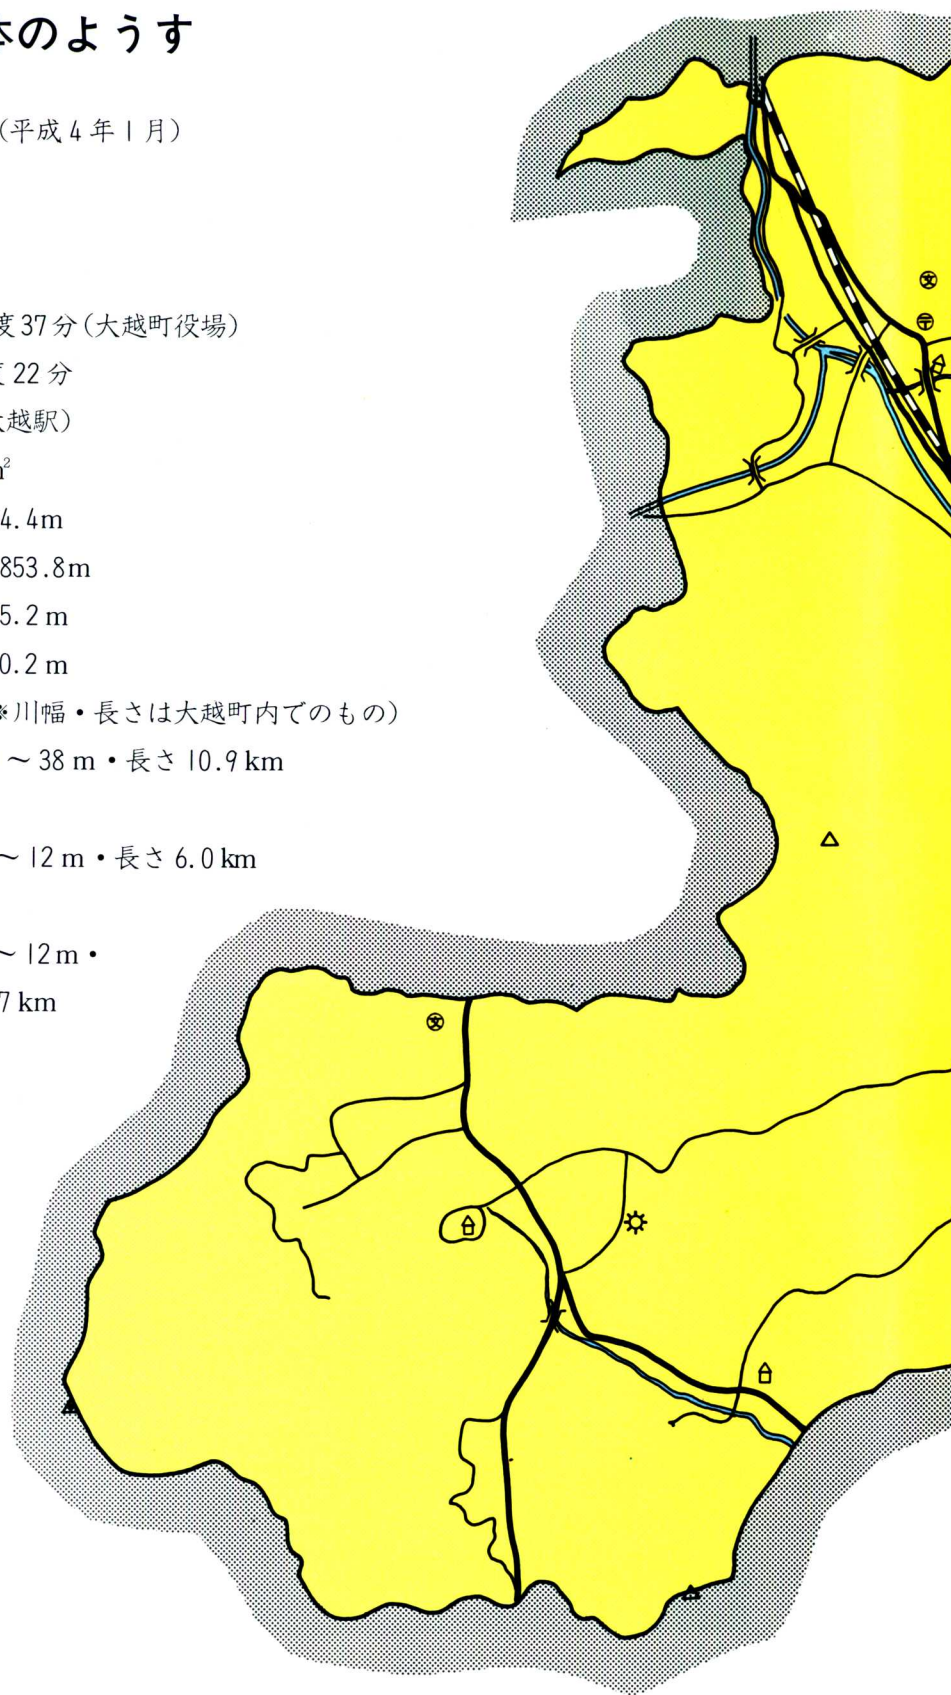 のようす
(平成4年1月)
度37分(大越町役場)
22分
越駅)
4.4m
853.8m
5.2m
0.2m
※川幅・長さは大越町内でのもの)
～38m・長さ10.9km
～12m・長さ6.0km
～12m・
7km
文
文